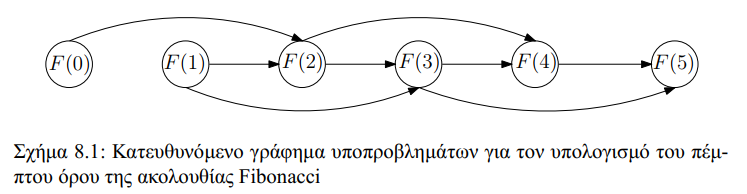 F(0) F(1) F(2) F(3) F(4) F(5)
Σχήμα 8.1: Κατευθυνόμενο γράφημα υποπροβλημάτων για τον υπολογισμό του πέμ-
πτου όρου της ακολουθίας Fibonacci